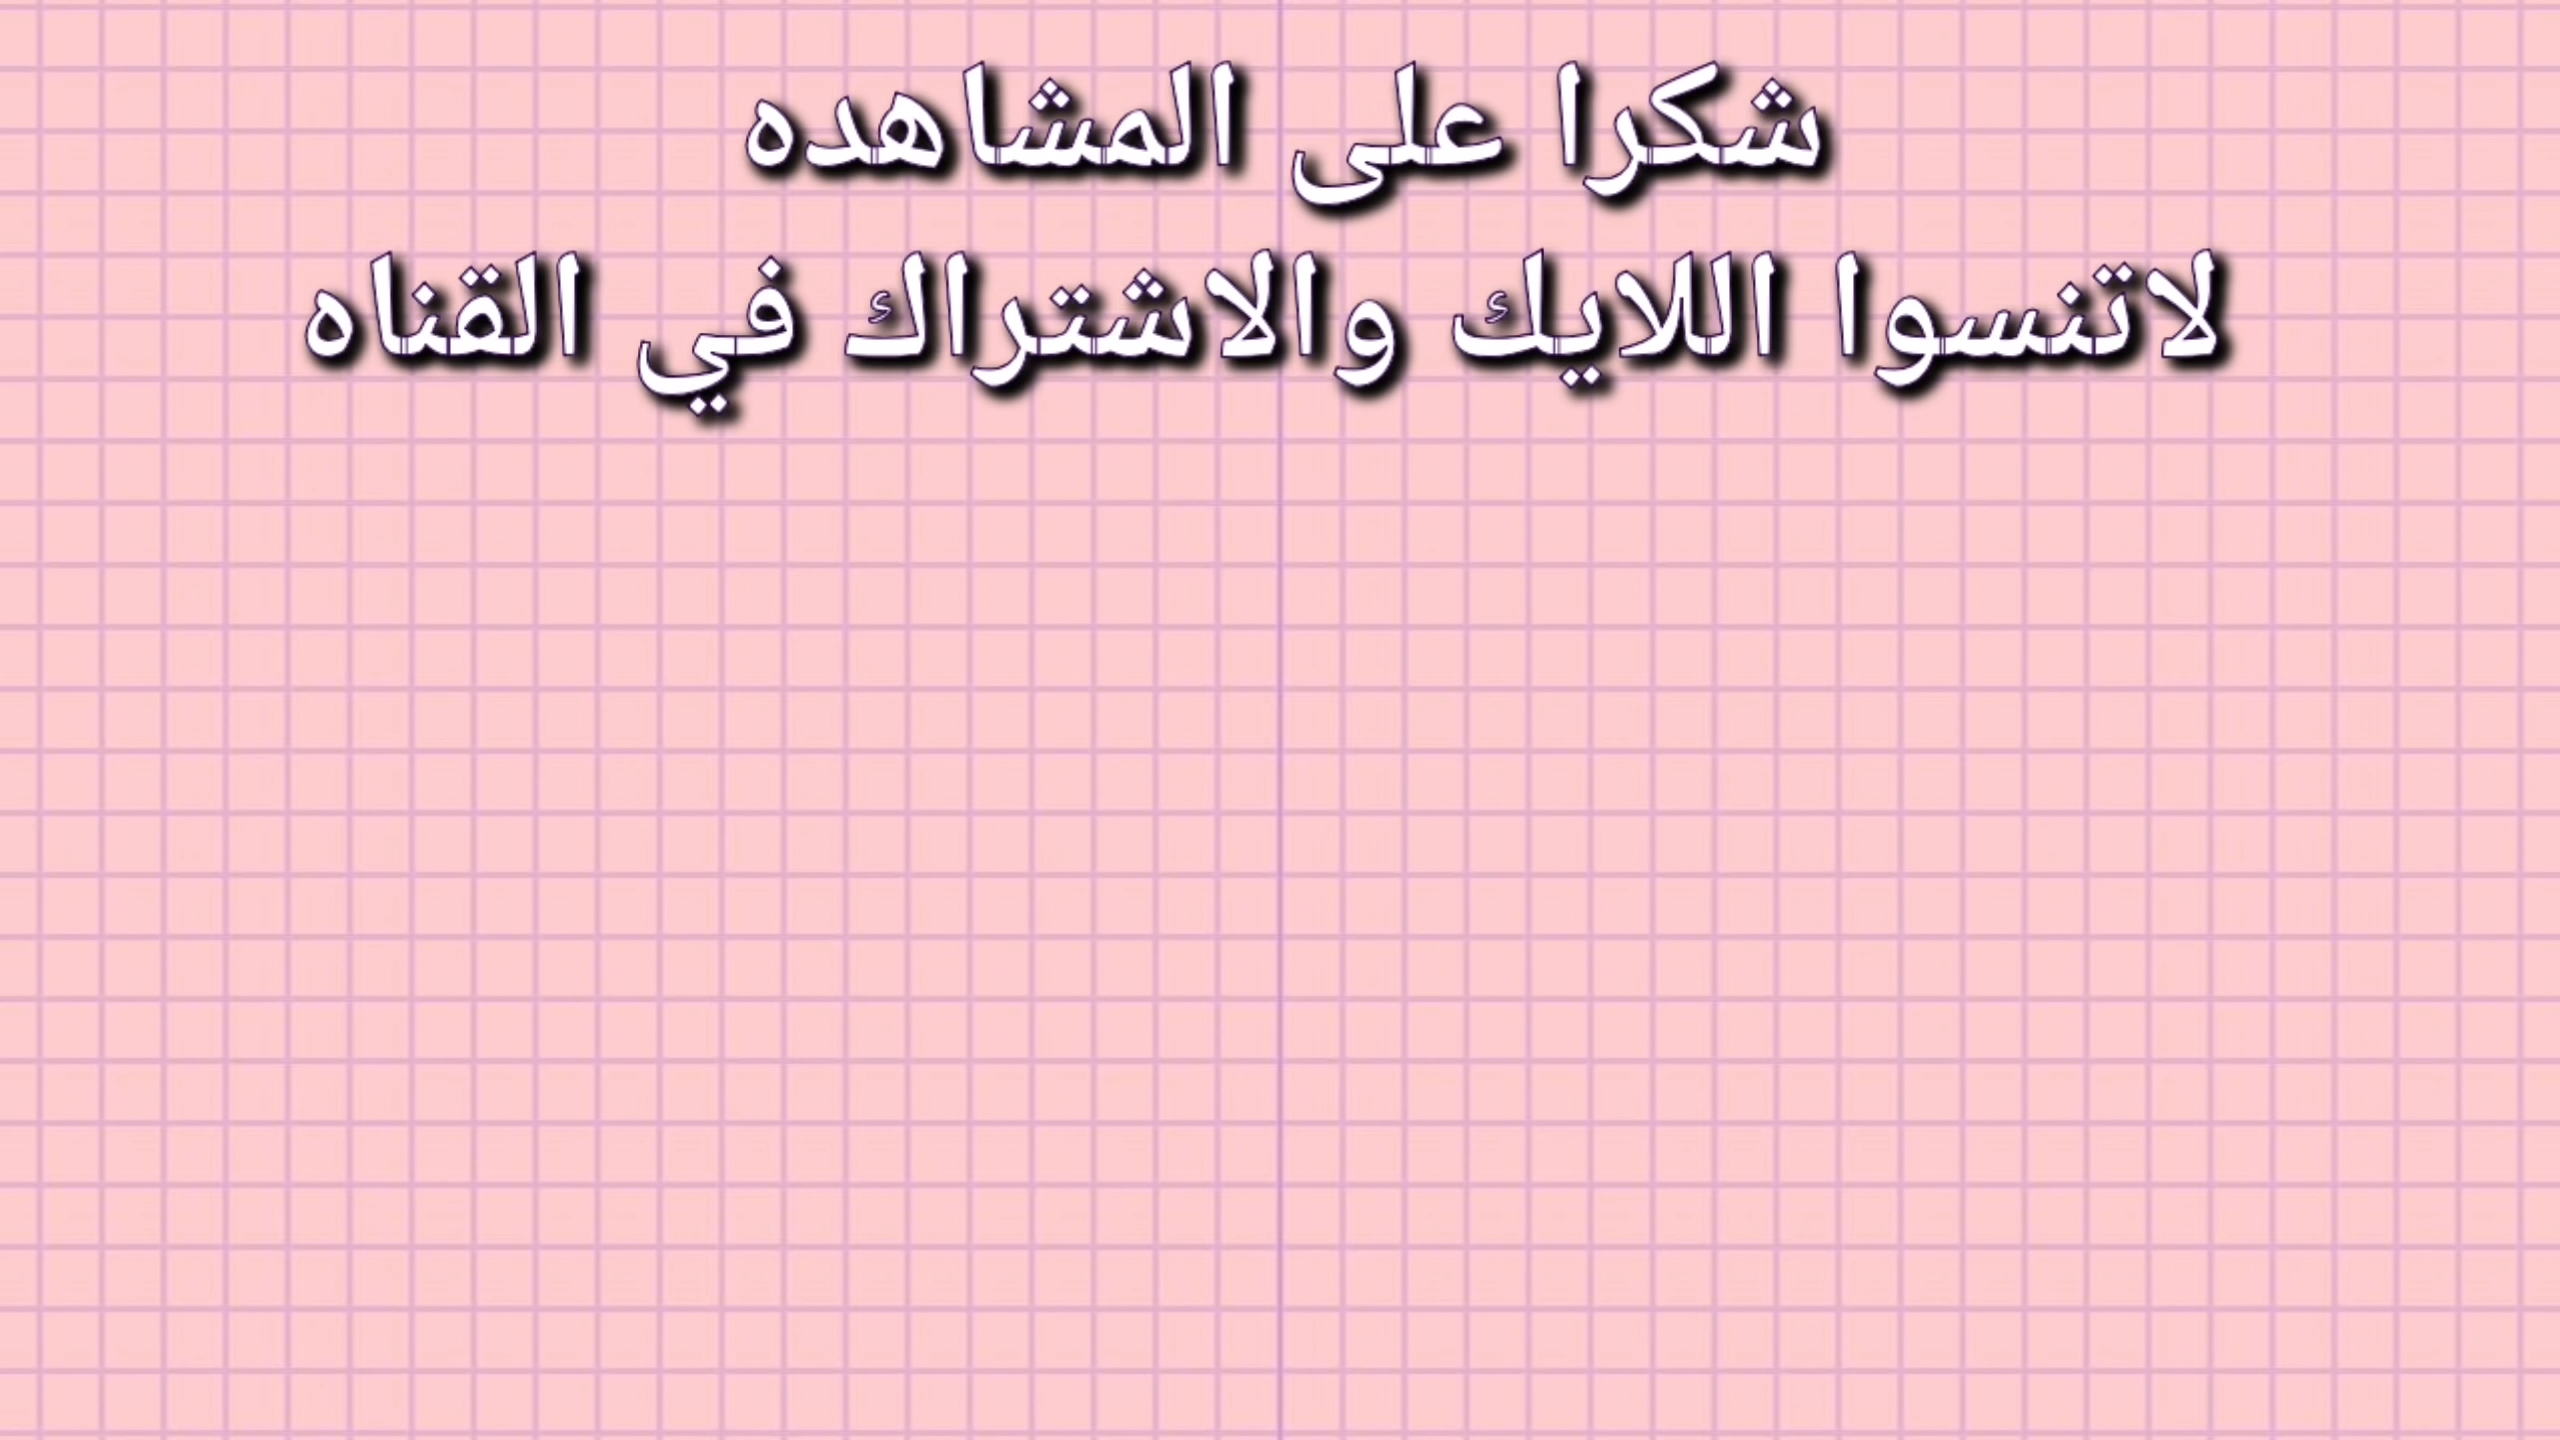 شكرا على المشاهده
لاتنسوا اللايك والاشتراك في القناه